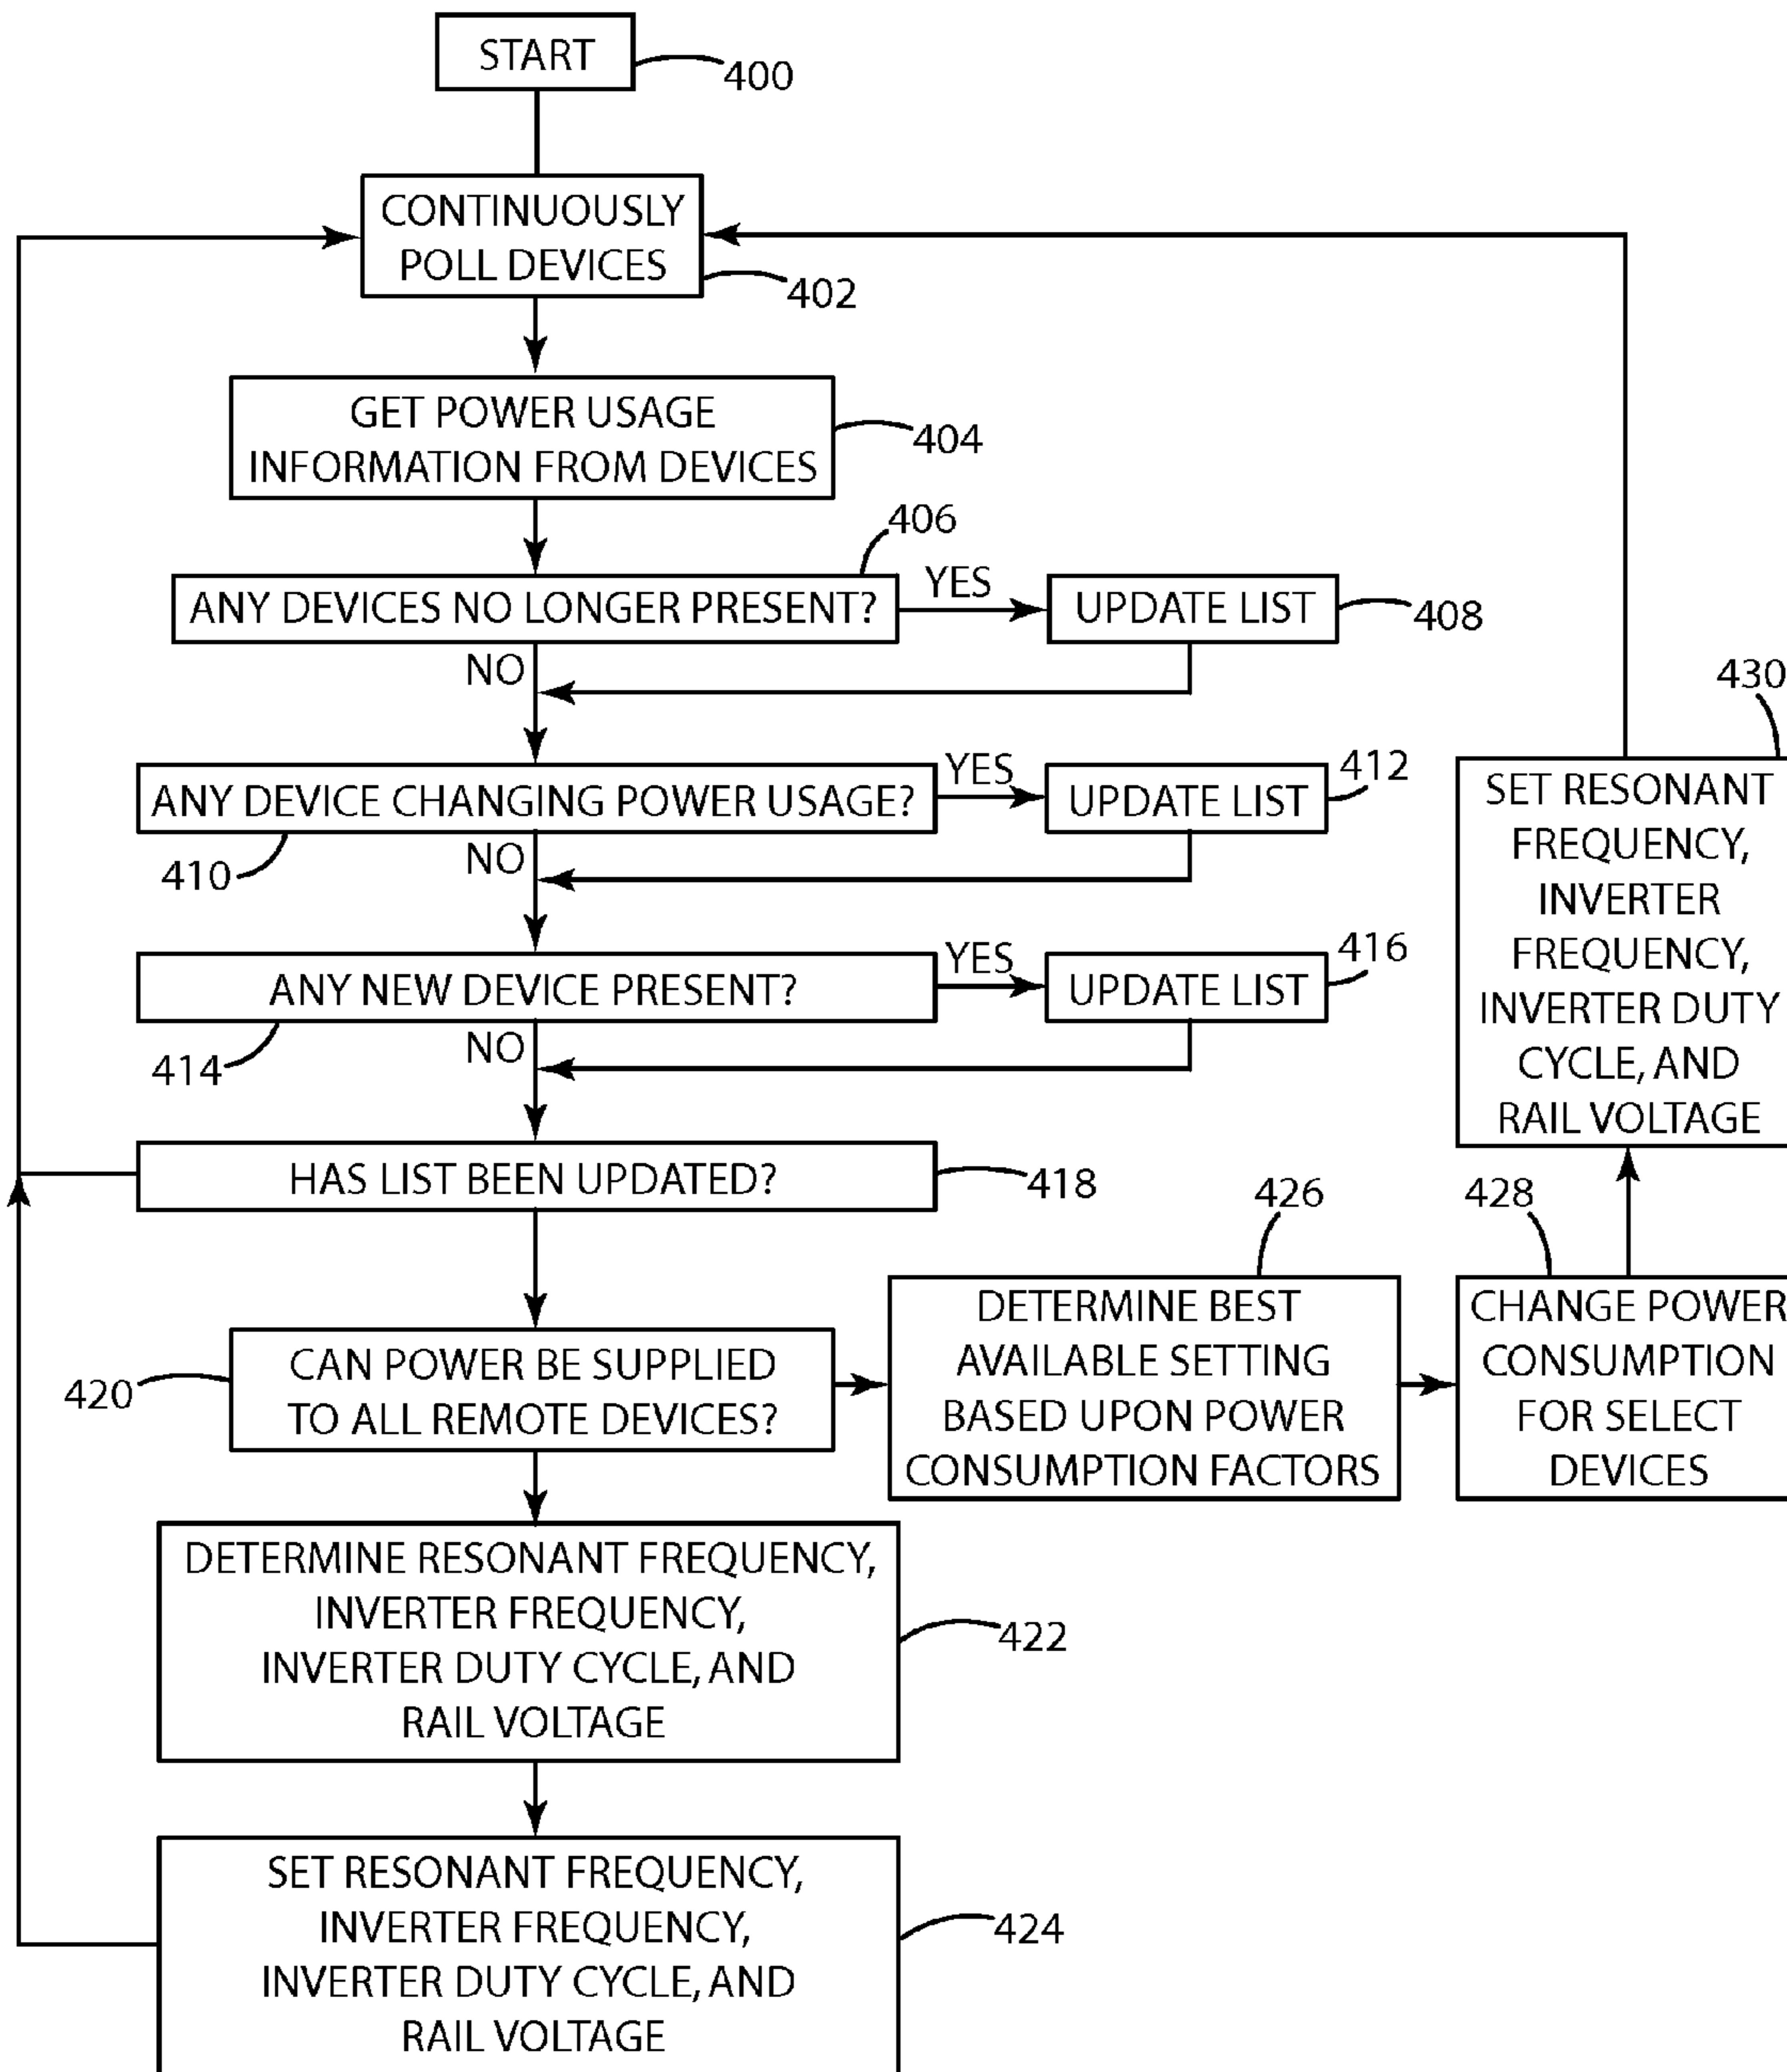 START
400
CONTINUOUSLY
POLL DEVICES
402
GET POWER USAGE
INFORMATION FROM DEVICES
404
406
ANY DEVICES NO LONGER PRESENT?
YES
UPDATE LIST
408
NO
ANY DEVICE CHANGING POWER USAGE?
410
YES
UPDATE LIST
412
NO
ANY NEW DEVICE PRESENT?
414
YES
UPDATE LIST
416
NO
HAS LIST BEEN UPDATED?
418
CAN POWER BE SUPPLIED
TO ALL REMOTE DEVICES?
420
DETERMINE RESONANT FREQUENCY,
INVERTER FREQUENCY,
INVERTER DUTY CYCLE, AND
RAIL VOLTAGE
422
SET RESONANT FREQUENCY,
INVERTER FREQUENCY,
INVERTER DUTY CYCLE, AND
RAIL VOLTAGE
424
426
DETERMINE BEST
AVAILABLE SETTING
BASED UPON POWER
CONSUMPTION FACTORS
428
CHANGE POWER
CONSUMPTION
FOR SELECT
DEVICES
430
SET RESONANT
FREQUENCY,
INVERTER
FREQUENCY,
INVERTER DUTY
CYCLE, AND
RAIL VOLTAGE